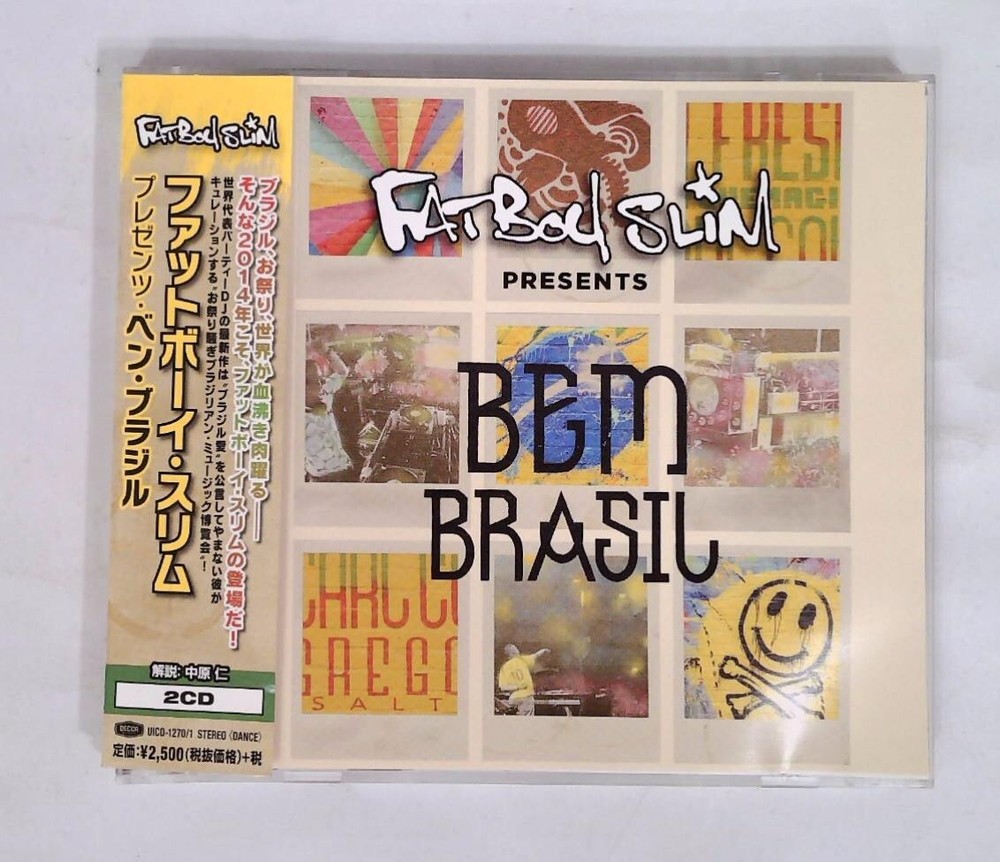 FATBOY SLIM
ブラジル、お祭り、世界が血沸き肉躍る――
そんな2014年こそ、ファットボーイ・スリムの登場だ!
世界代表パーティーDJの最新作は“ブラジル愛”を公言してやまない彼が
キュレーションする“お祭り騒ぎブラジリアン・ミュージック博覧会”!
ファットボーイ・スリム
プレゼンツ・ベン・ブラジル
解説: 中原 仁
2CD
DECCA
UICO-1270/1 STEREO〈DANCE〉
定価:¥2,500(税抜価格)+税
FATBOY SLIM
PRESENTS
BEM
BRASIL
SALT